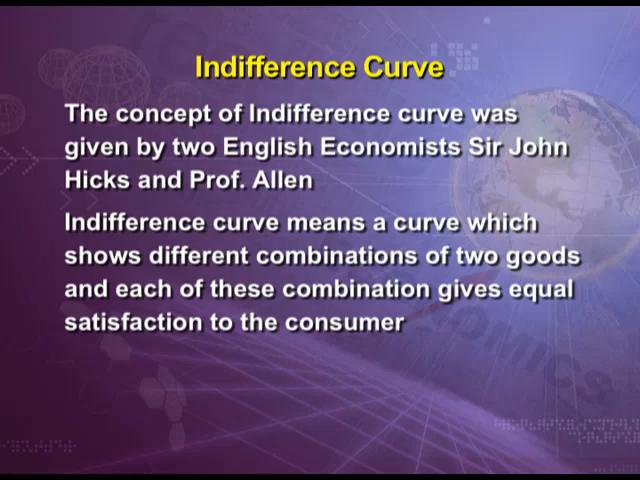 Indifference Curve
The concept of Indifference curve was
given by two English Economists Sir John
Hicks and Prof. Allen
Indifference curve means a curve which
shows different combinations of two goods
and each of these combination gives equal
satisfaction to the consumer